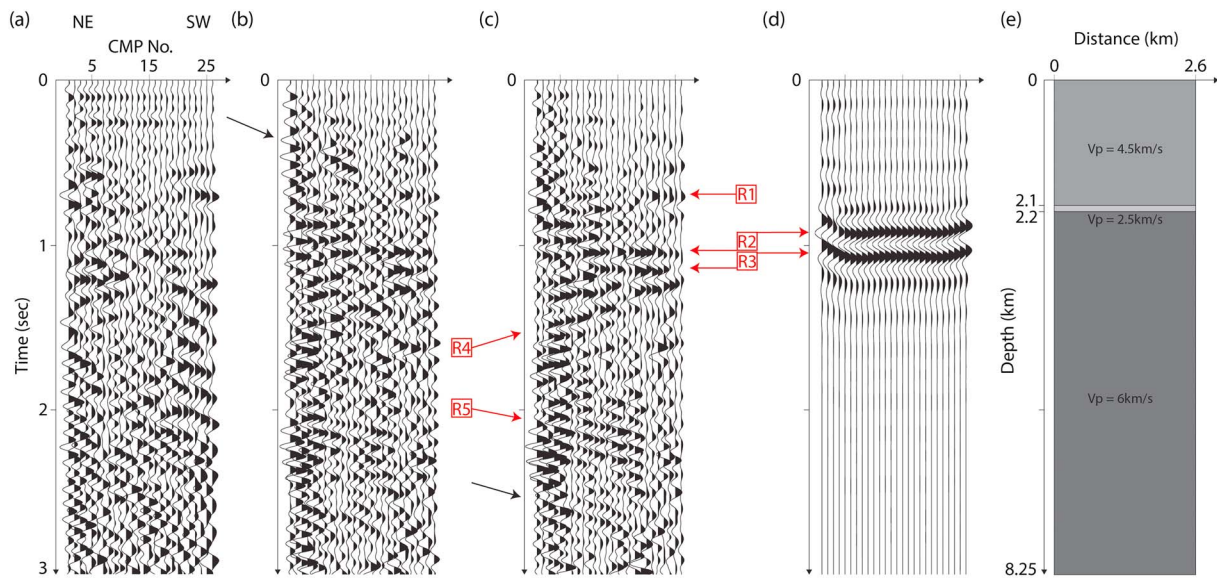 (a)
NE
SW
(b)
(c)
(d)
(e)
CMP No.
5
15
25
Distance (km)
0
2.6
0
0
0
0
0
Vp = 4.5km/s
R1
2.1
2.2
Vp = 2.5km/s
R2
R3
1
Time (sec)
Depth (km)
R4
Vp = 6km/s
R5
2
3
8.25